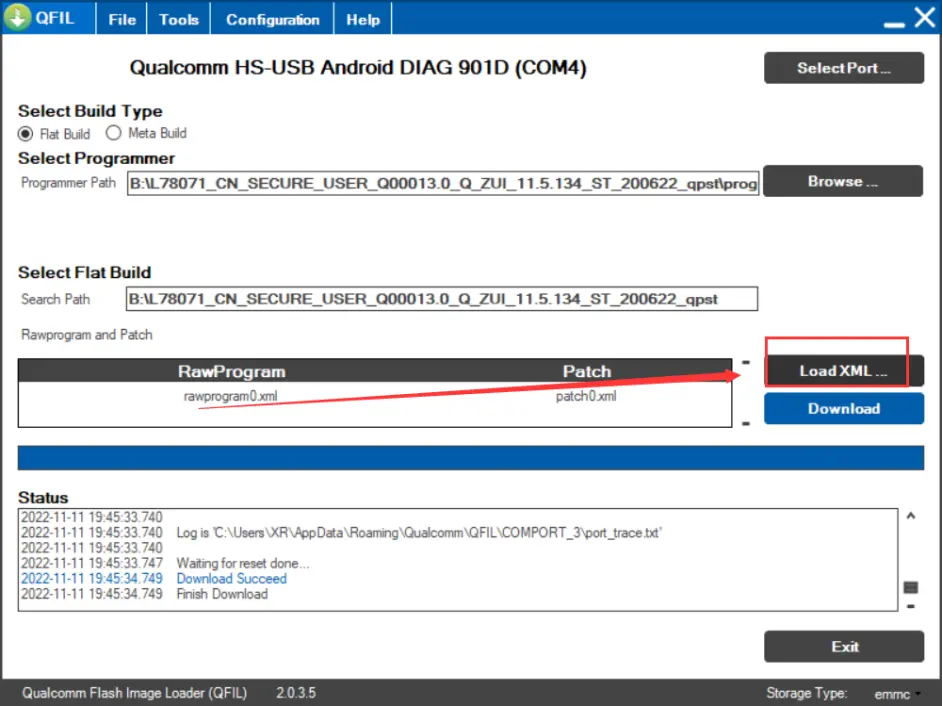 QFIL File Tools Configuration Help
Qualcomm HS-USB Android DIAG 901D (COM4)
Select Port ...
Select Build Type
Flat Build Meta Build
Select Programmer
Programmer Path B:\L78071_CN_SECURE_USER_Q00013.0_Q_ZUI_11.5.134_ST_200622_qpst\prog Browse ...
Select Flat Build
Search Path B:\L78071_CN_SECURE_USER_Q00013.0_Q_ZUI_11.5.134_ST_200622_qpst
Rawprogram and Patch
RawProgram Patch
Load XML ...
rawprogram0.xml patch0.xml
Download
Status
2022-11-11 19:45:33.740
2022-11-11 19:45:33.740 Log is 'C:\Users\XR\AppData\Roaming\Qualcomm\QFIL\COMPORT_3\port_trace.txt'
2022-11-11 19:45:33.740
2022-11-11 19:45:33.747 Waiting for reset done...
2022-11-11 19:45:34.749 Download Succeed
2022-11-11 19:45:34.749 Finish Download
Exit
Qualcomm Flash Image Loader (QFIL) 2.0.3.5 Storage Type: emmc